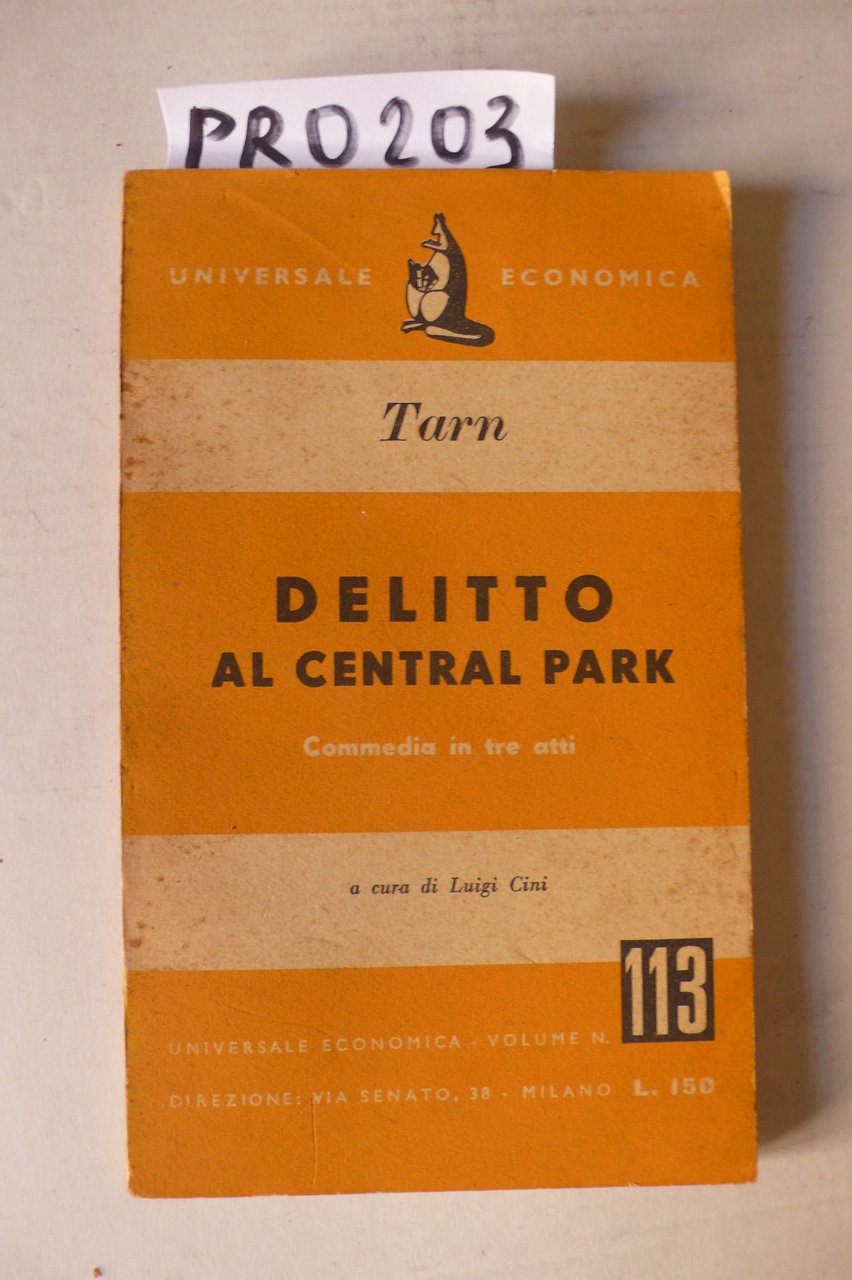 PRO203
UNIVERSALE ECONOMICA
Tarn
DELITTO
AL CENTRAL PARK
Commedia in tre atti
a cura di Luigi Cini
113
UNIVERSALE ECONOMICA - VOLUME N.
DIREZIONE: VIA SENATO, 38 - MILANO L. 150